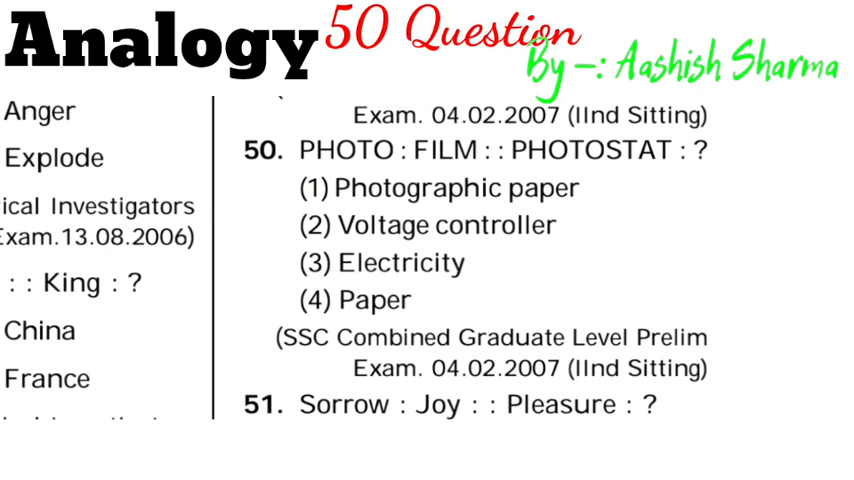 Analogy 50 Question
By -: Aashish Sharma
Anger
Explode
ical Investigators
Exam.13.08.2006)
: : King : ?
China
France
Exam. 04.02.2007 (IInd Sitting)
50. PHOTO : FILM : : PHOTOSTAT : ?
(1) Photographic paper
(2) Voltage controller
(3) Electricity
(4) Paper
(SSC Combined Graduate Level Prelim
Exam. 04.02.2007 (IInd Sitting)
51. Sorrow : Joy : : Pleasure : ?